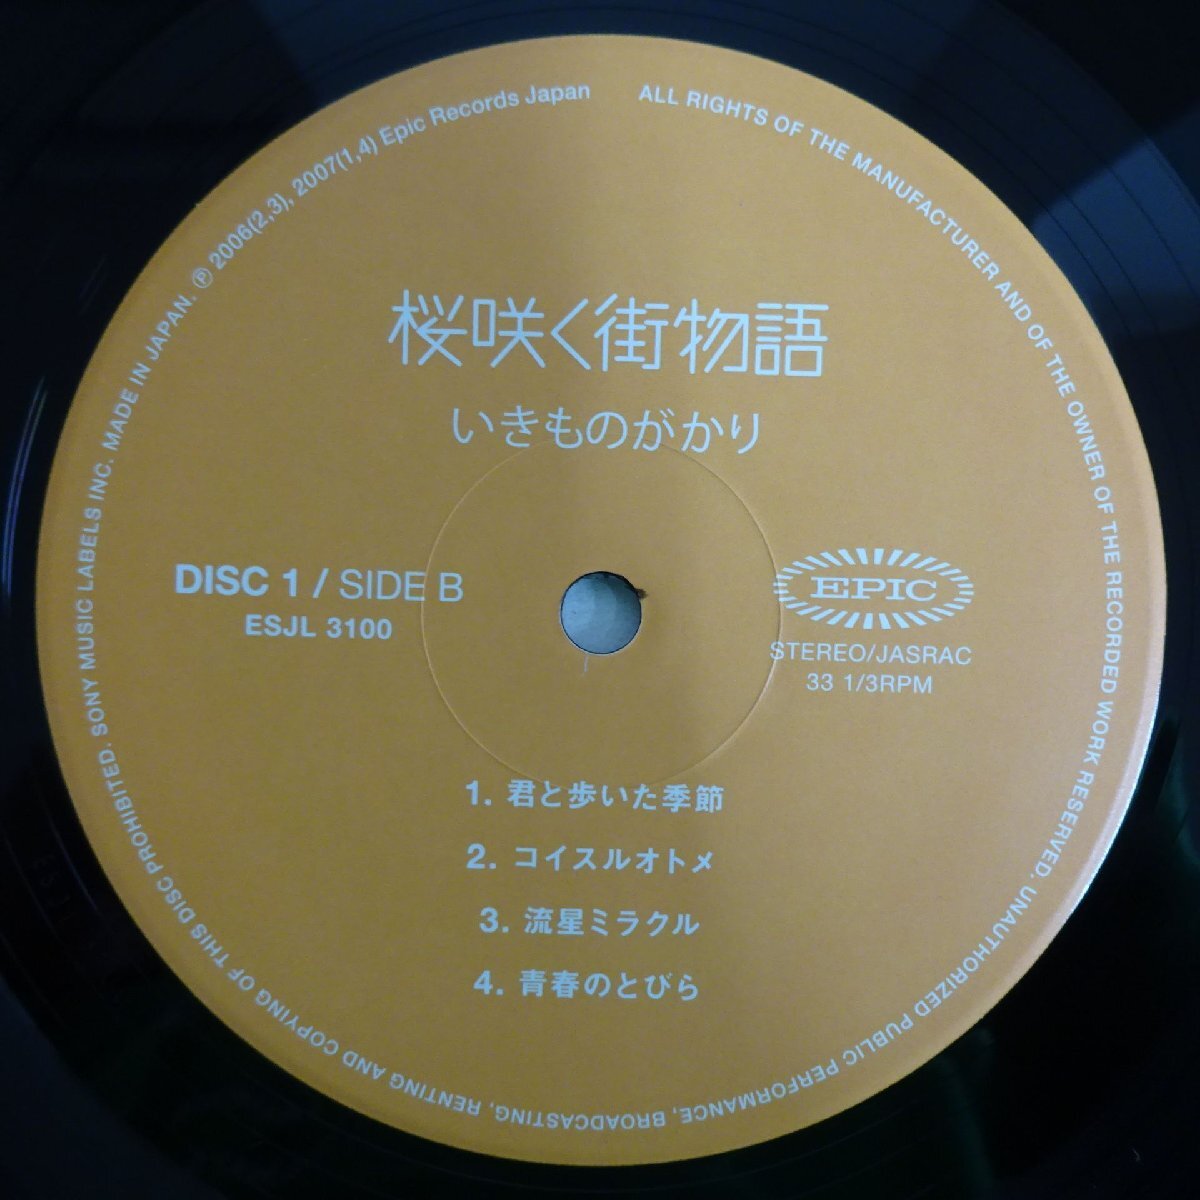 桜咲く街物語
いきものがかり
DISC 1 / SIDE B
ESJL 3100
EPIC
STEREO/JASRAC
33 1/3RPM
1. 君と歩いた季節
2. コイスルオトメ
3. 流星ミラクル
4. 青春のとびら
ALL RIGHTS OF THE MANUFACTURER AND OF THE OWNER OF THE RECORDED WORK RESERVED. UNAUTHORIZED PUBLIC PERFORMANCE, BROADCASTING, RENTING AND COPYING OF THIS DISC PROHIBITED. SONY MUSIC LABELS INC. MADE IN JAPAN. Ⓟ 2006(2,3), 2007(1,4) Epic Records Japan